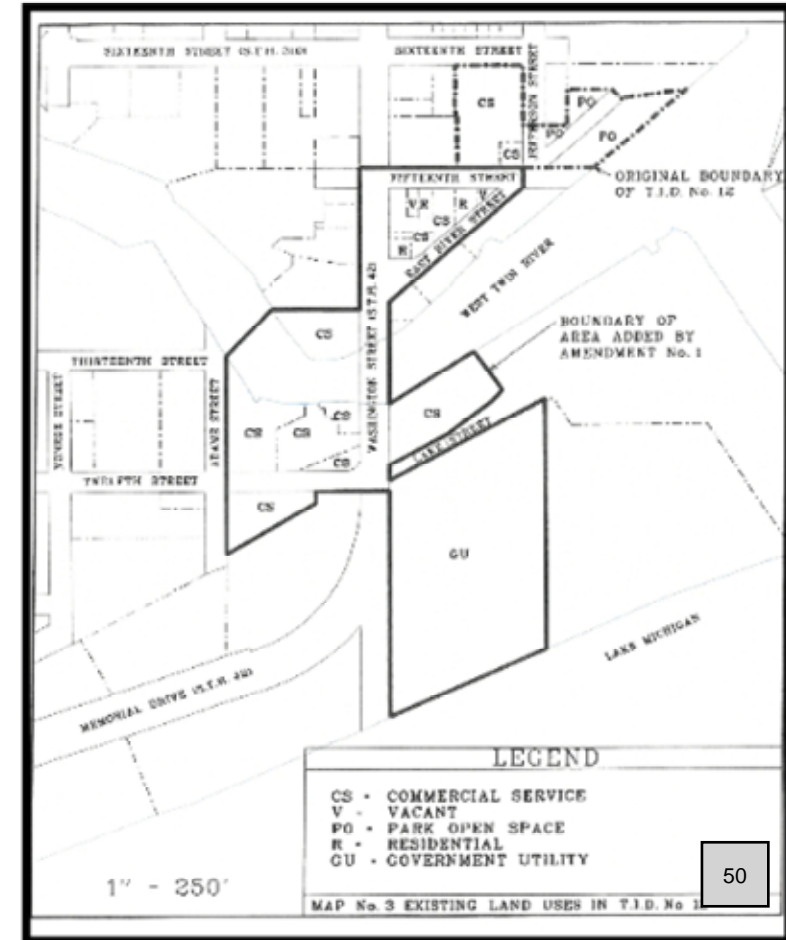 SIXTEENTH STREET (S.T.H. 310)
SIXTEENTH STREET
JEFFERSON STREET
CS
PO
PO
PO
CS
ORIGINAL BOUNDARY
OF T.I.D. No. 12
FIFTEENTH STREET
V
R
R
V
CS
CS
R
EAST RIVER STREET
WEST TWIN RIVER
WASHINGTON STREET (S.T.H. 42)
CS
BOUNDARY OF
AREA ADDED BY
AMENDMENT No. 1
THIRTEENTH STREET
ADAMS STREET
CS
CS
CS
CS
CS
LAKE STREET
TWELFTH STREET
CS
GU
LAKE MICHIGAN
MEMORIAL DRIVE (S.T.H. 42)
LEGEND
CS - COMMERCIAL SERVICE
V - VACANT
PO - PARK OPEN SPACE
R - RESIDENTIAL
GU - GOVERNMENT UTILITY
50
1" - 250'
MAP No. 3 EXISTING LAND USES IN T.I.D. No